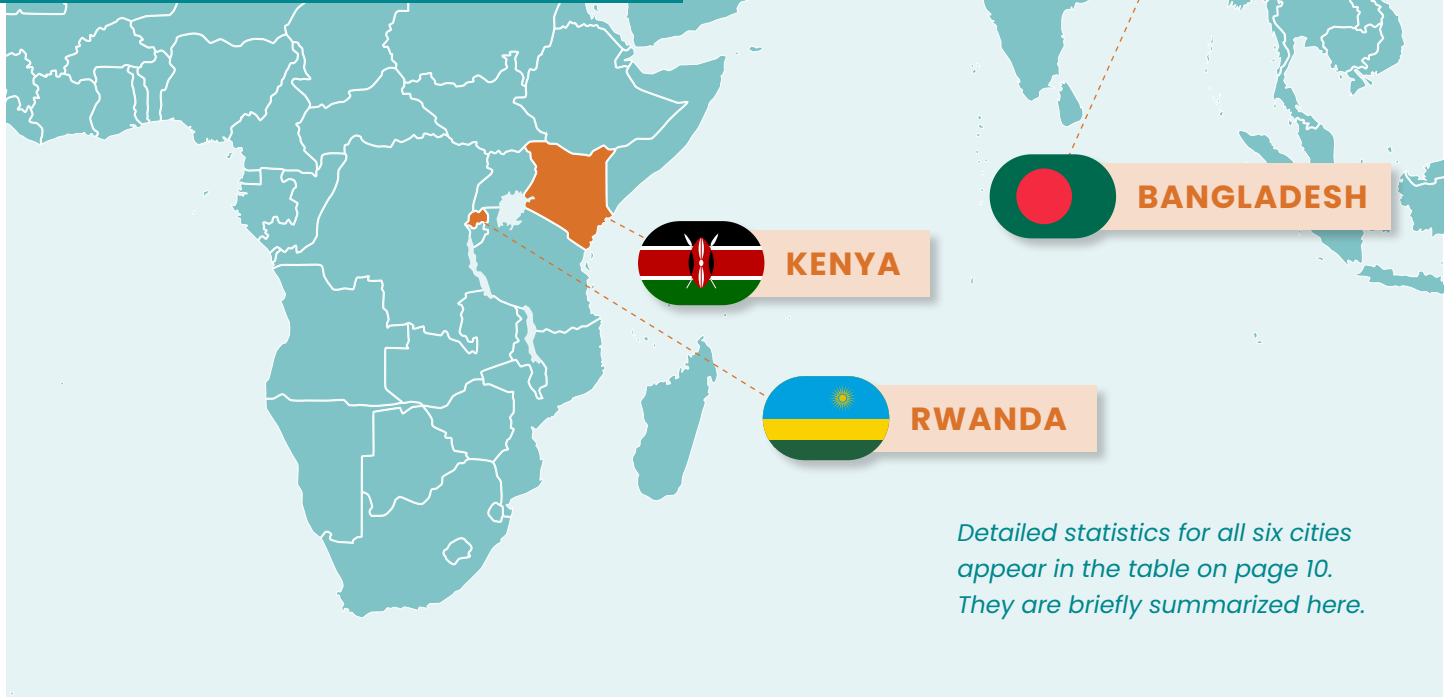 BANGLADESH
KENYA
RWANDA
Detailed statistics for all six cities
appear in the table on page 10.
They are briefly summarized here.